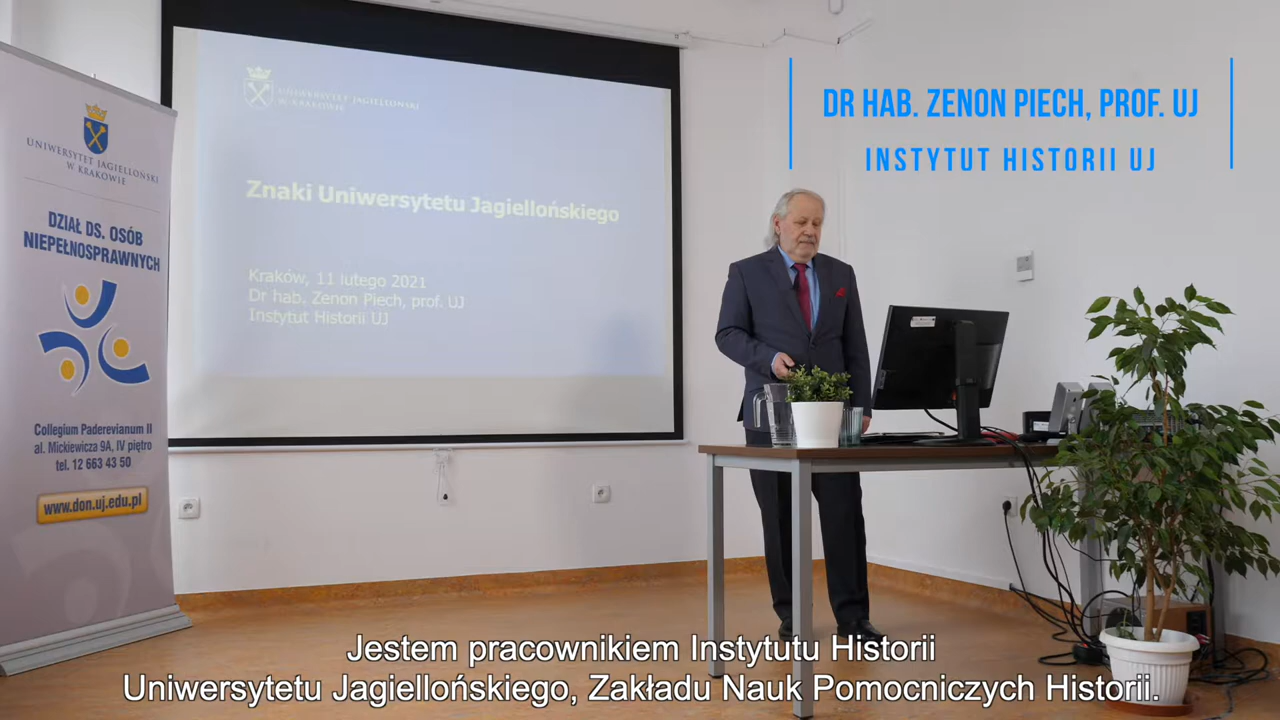 UNIWERSYTET JAGIELLOŃSKI
W KRAKOWIE
DZIAŁ DS. OSÓB
NIEPEŁNOSPRAWNYCH
Collegium Paderevianum II
al. Mickiewicza 9A, IV piętro
tel. 12 663 43 50
www.don.uj.edu.pl
UNIWERSYTET JAGIELLOŃSKI
W KRAKOWIE
Znaki Uniwersytetu Jagiellońskiego
Kraków, 11 lutego 2021
Dr hab. Zenon Piech, prof. UJ
Instytut Historii UJ
DR HAB. ZENON PIECH, PROF. UJ
INSTYTUT HISTORII UJ
Jestem pracownikiem Instytutu Historii
Uniwersytetu Jagiellońskiego, Zakładu Nauk Pomocniczych Historii.